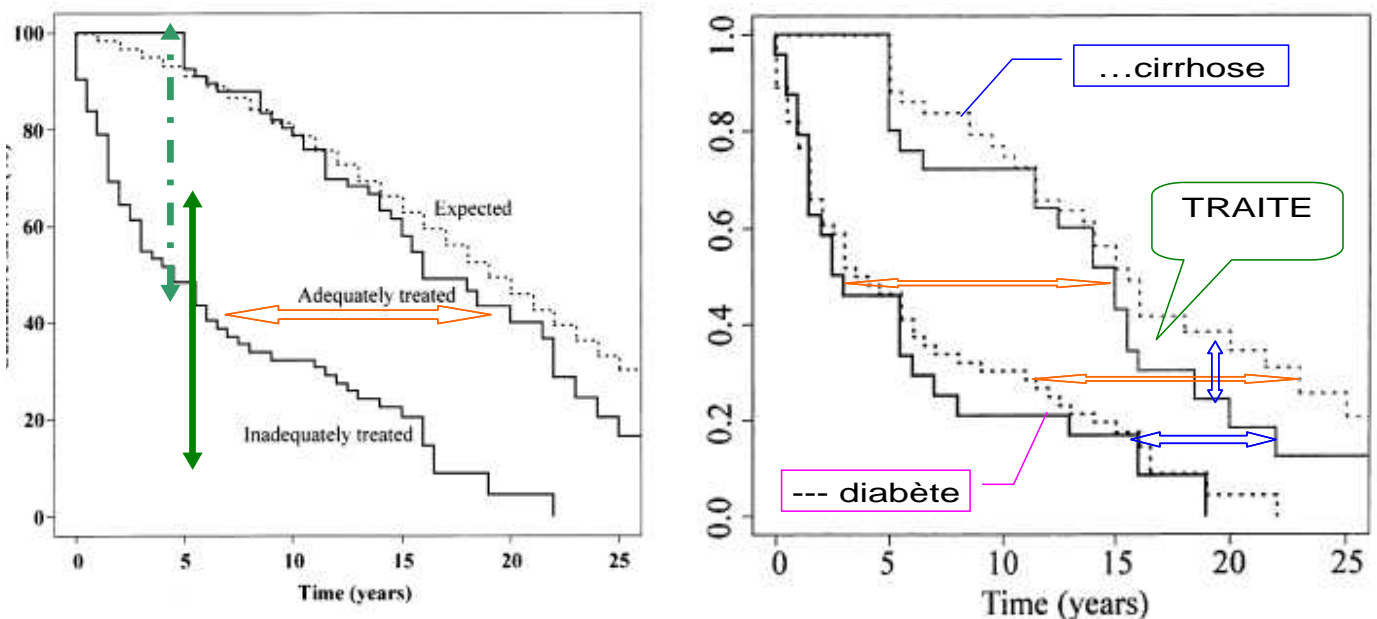 100
80
60
40
20
0
Expected
Adequately treated
Inadequately treated
0 5 10 15 20 25
Time (years)
1.0
0.8
0.6
0.4
0.2
0.0
...cirrhose
TRAITE
--- diabète
0 5 10 15 20 25
Time (years)